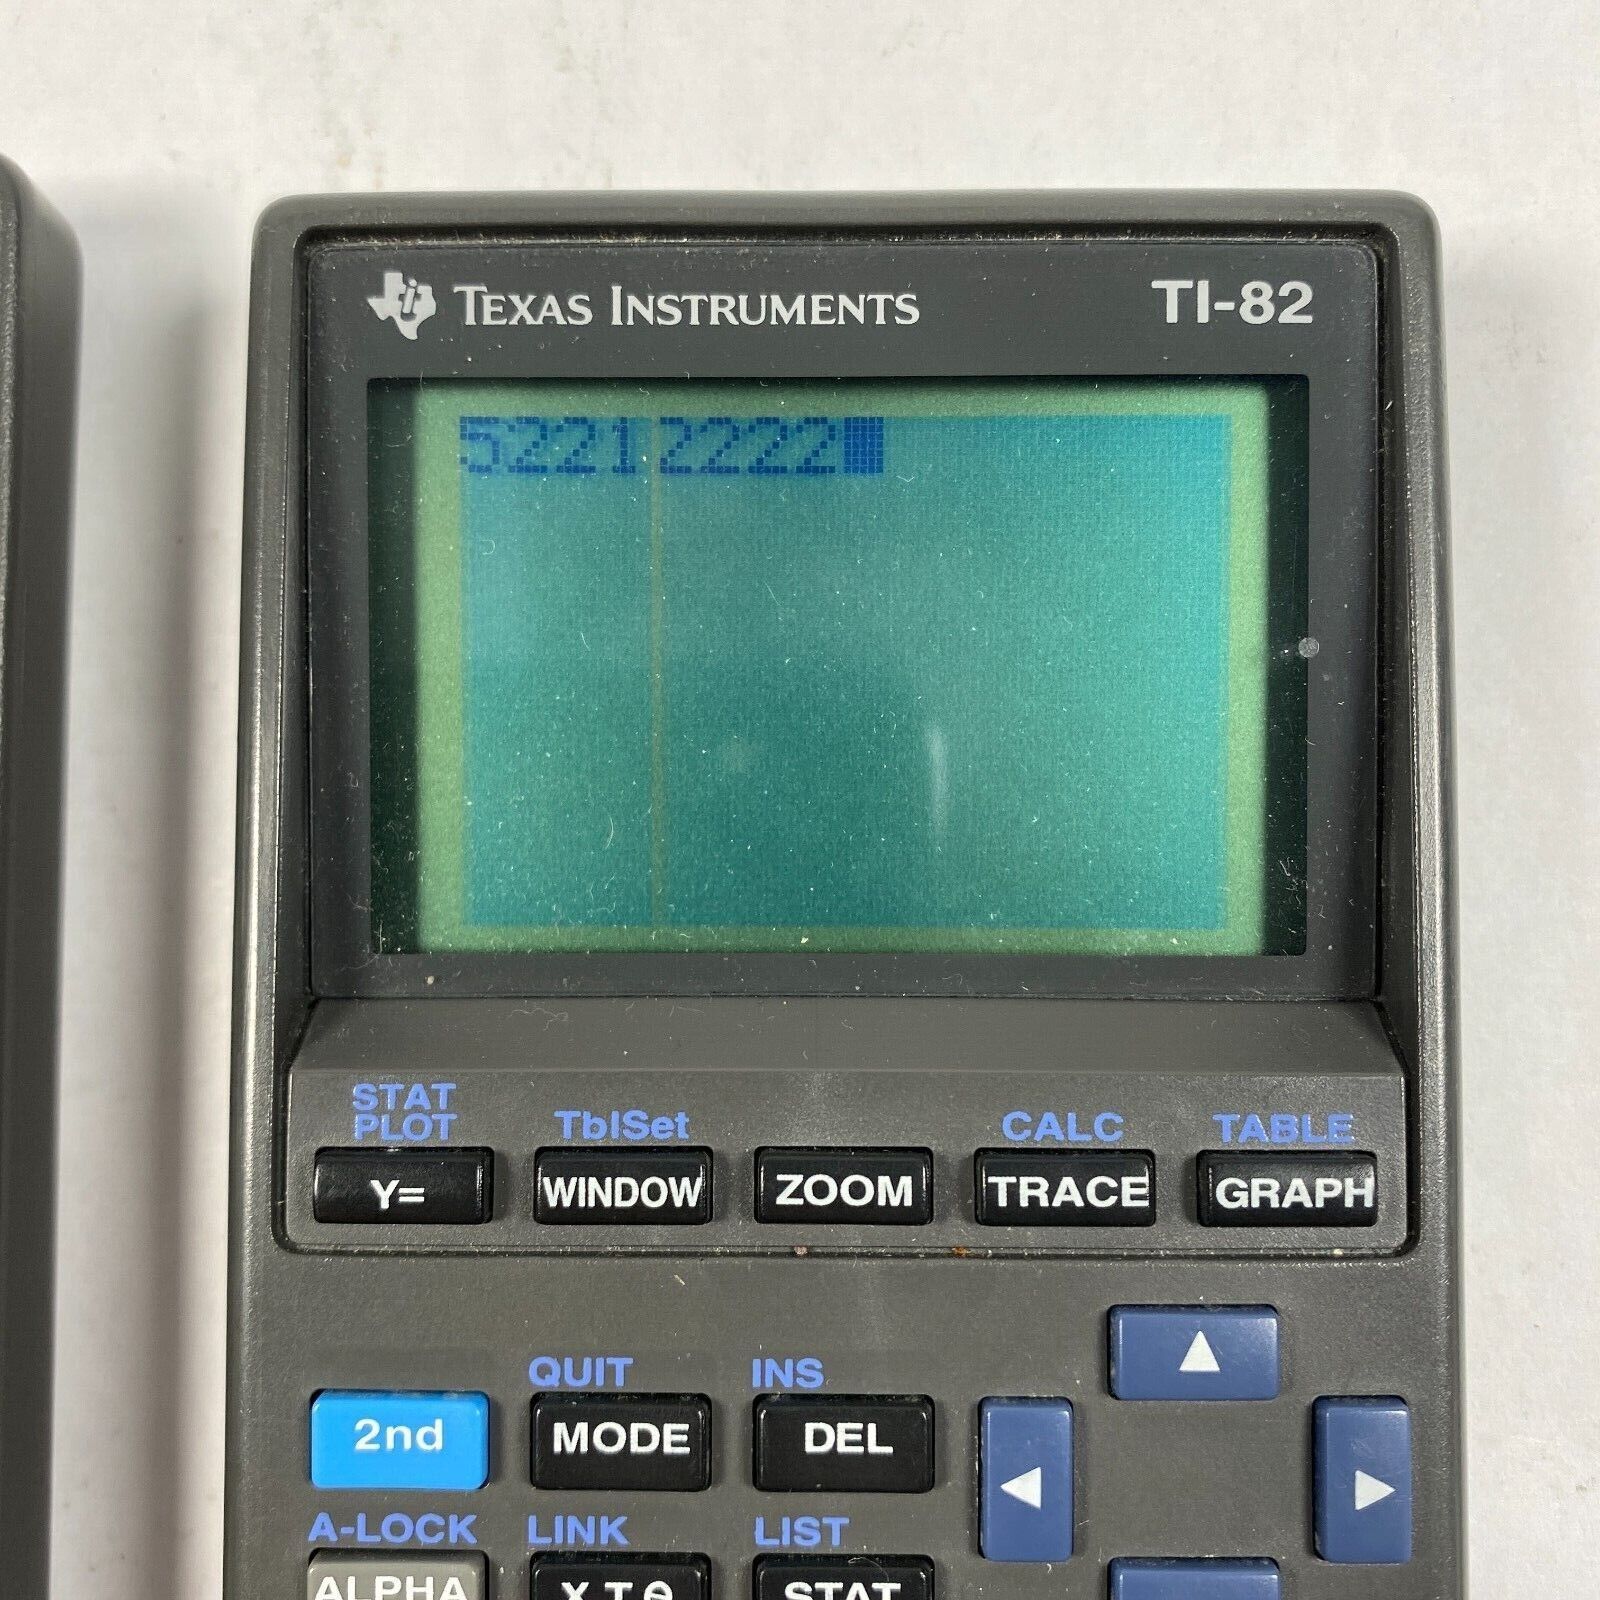 TEXAS INSTRUMENTS TI-82
52212222
STAT
PLOT TblSet CALC TABLE
Y= WINDOW ZOOM TRACE GRAPH
QUIT INS
2nd MODE DEL
A-LOCK LINK LIST
ALPHA X,T,θ STAT